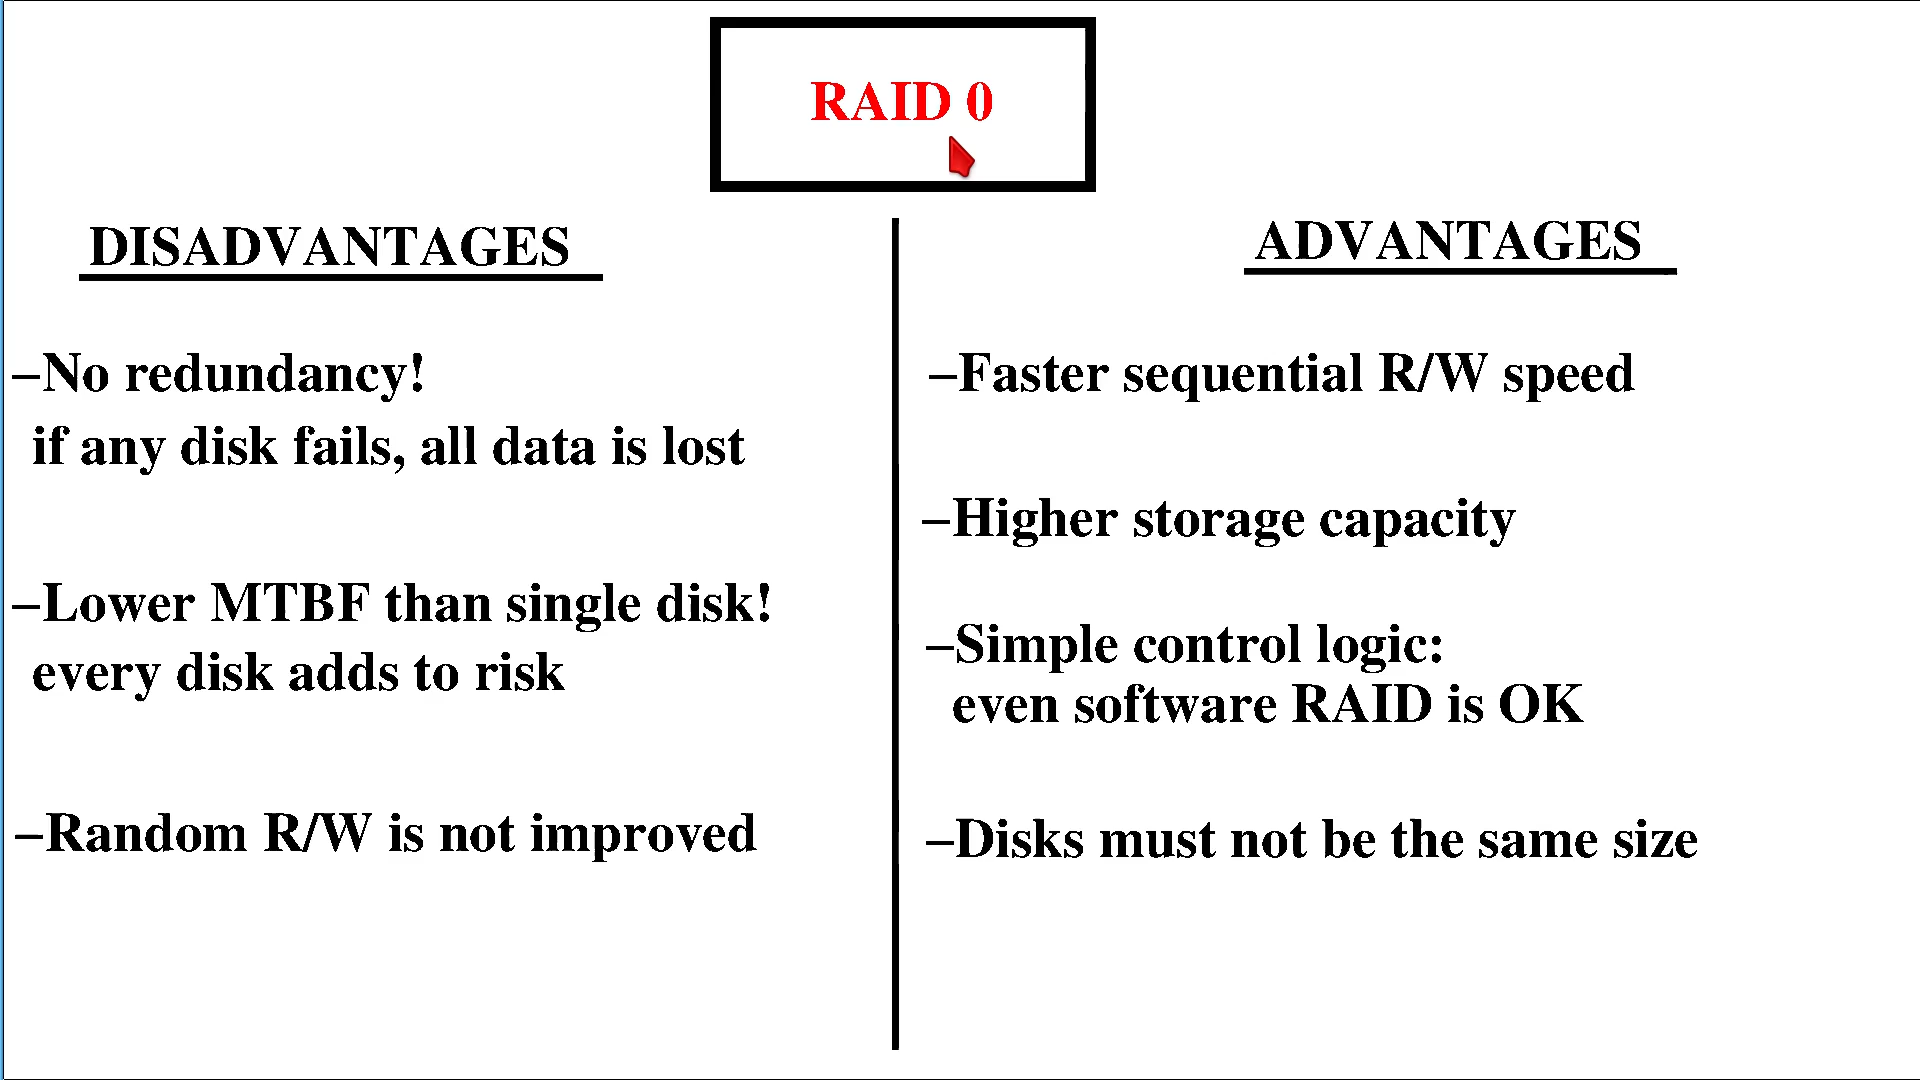 RAID 0
DISADVANTAGES
–No redundancy!
if any disk fails, all data is lost
–Lower MTBF than single disk!
every disk adds to risk
–Random R/W is not improved
ADVANTAGES
–Faster sequential R/W speed
–Higher storage capacity
–Simple control logic:
even software RAID is OK
–Disks must not be the same size